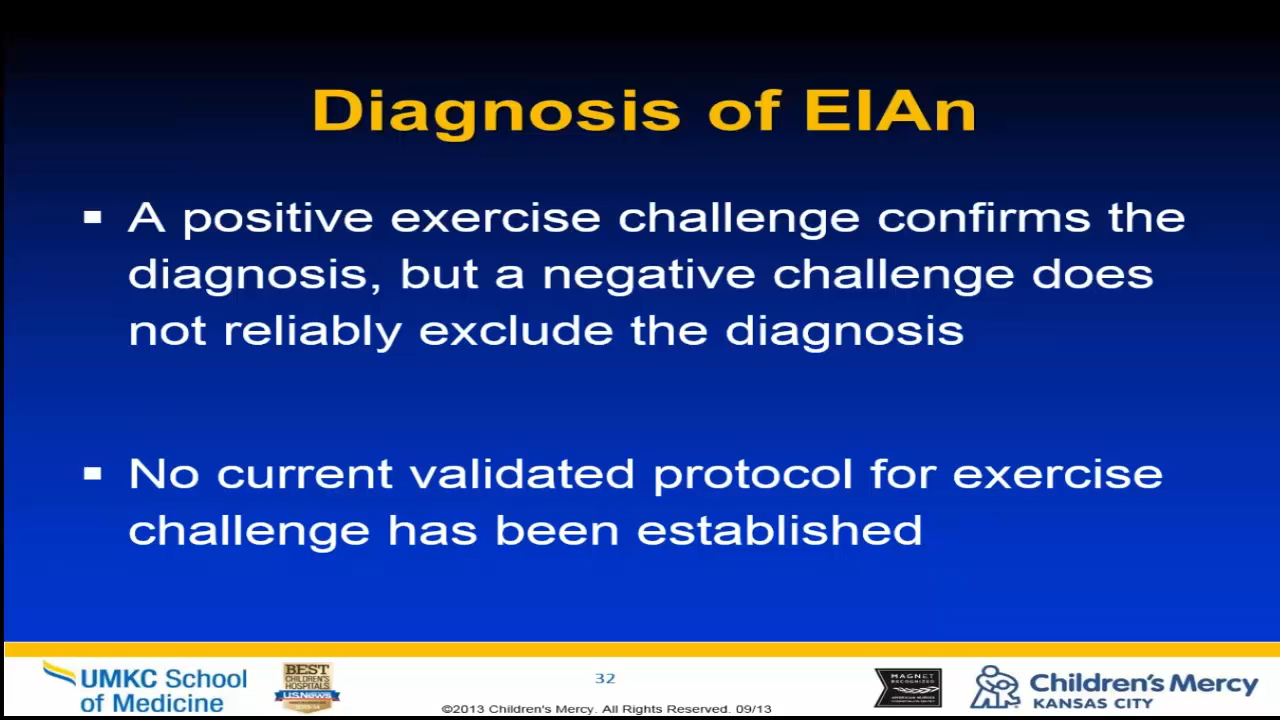 Diagnosis of EIAn
▪ A positive exercise challenge confirms the
diagnosis, but a negative challenge does
not reliably exclude the diagnosis
▪ No current validated protocol for exercise
challenge has been established
UMKC School
of Medicine
BEST
CHILDREN'S
HOSPITALS
U.S.News
32
©2013 Children's Mercy. All Rights Reserved. 09/13
MAGNET
RECOGNIZED
Children's Mercy
KANSAS CITY